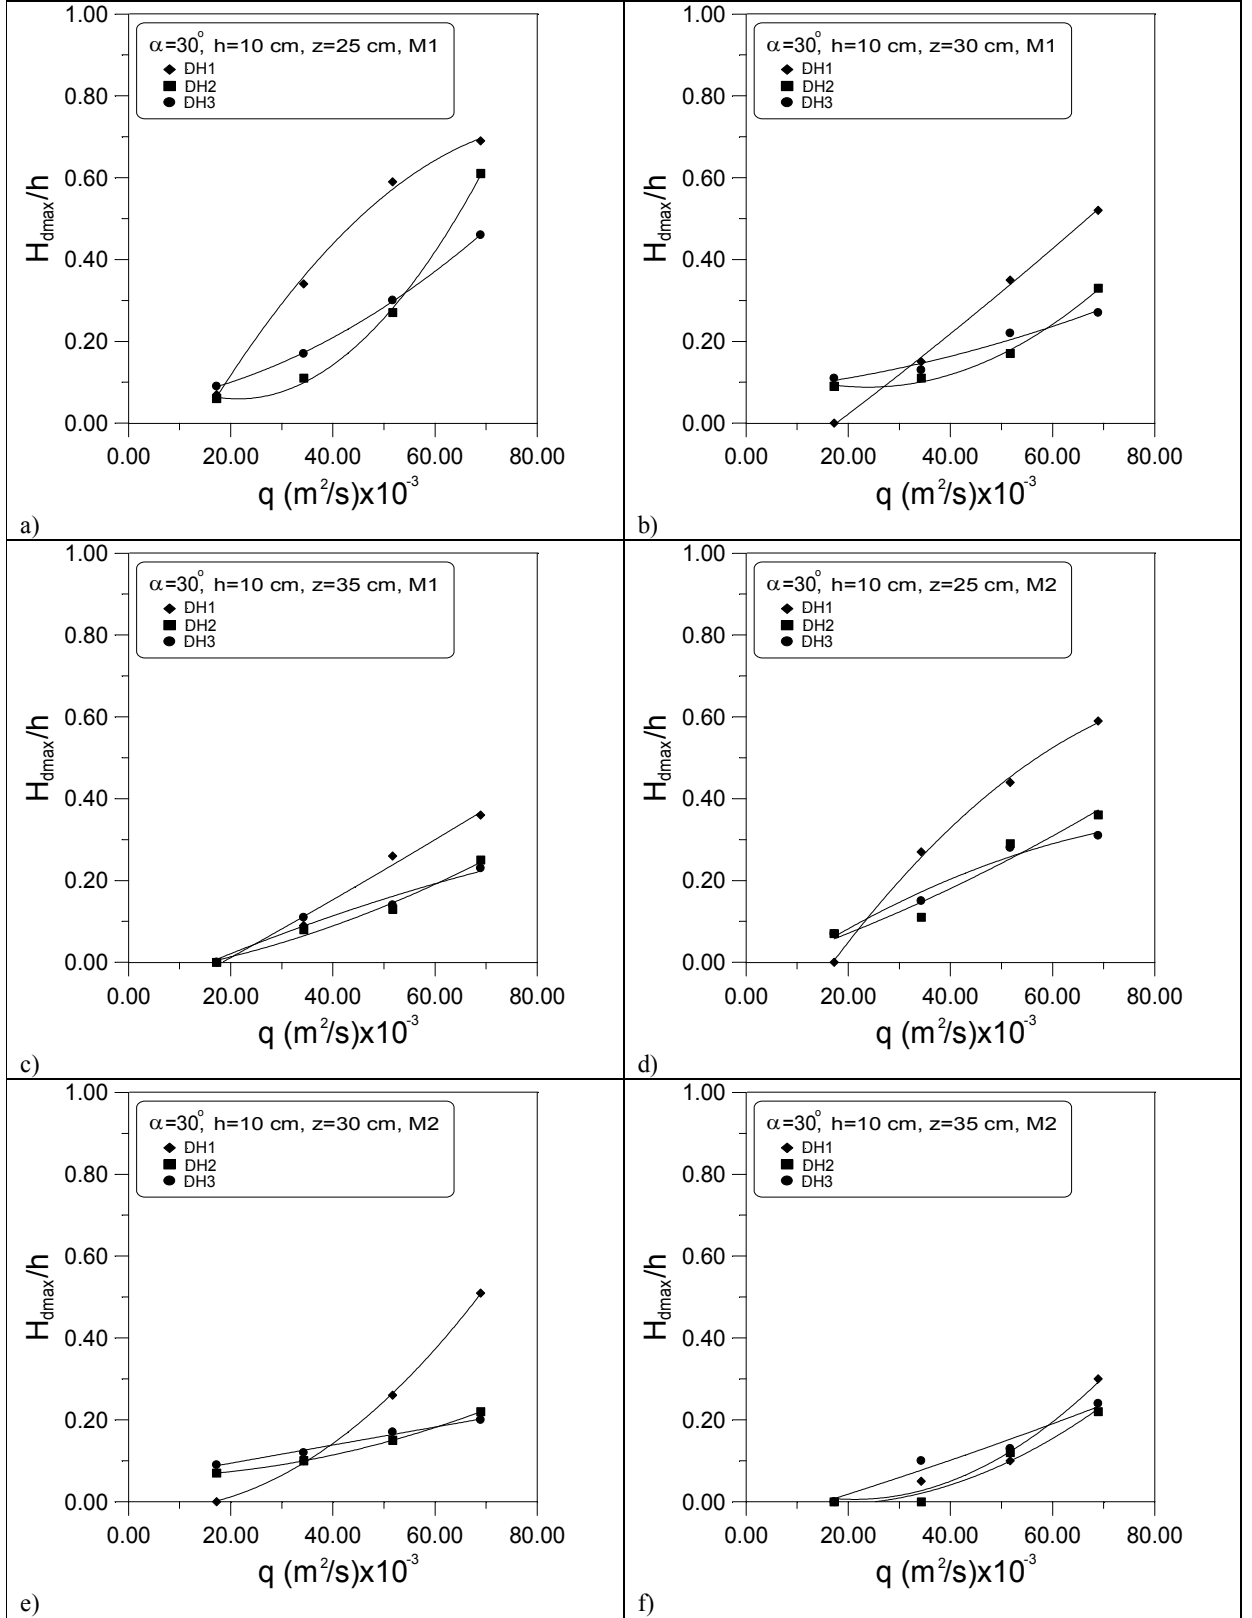 1.00
0.80
0.60
0.40
0.20
0.00
H_dmax/h
α=30°, h=10 cm, z=25 cm, M1
DH1
DH2
DH3
0.00 20.00 40.00 60.00 80.00
q (m²/s)x10⁻³
a)
1.00
0.80
0.60
0.40
0.20
0.00
H_dmax/h
α=30°, h=10 cm, z=30 cm, M1
DH1
DH2
DH3
0.00 20.00 40.00 60.00 80.00
q (m²/s)x10⁻³
b)
1.00
0.80
0.60
0.40
0.20
0.00
H_dmax/h
α=30°, h=10 cm, z=35 cm, M1
DH1
DH2
DH3
0.00 20.00 40.00 60.00 80.00
q (m²/s)x10⁻³
c)
1.00
0.80
0.60
0.40
0.20
0.00
H_dmax/h
α=30°, h=10 cm, z=25 cm, M2
DH1
DH2
DH3
0.00 20.00 40.00 60.00 80.00
q (m²/s)x10⁻³
d)
1.00
0.80
0.60
0.40
0.20
0.00
H_dmax/h
α=30°, h=10 cm, z=30 cm, M2
DH1
DH2
DH3
0.00 20.00 40.00 60.00 80.00
q (m²/s)x10⁻³
e)
1.00
0.80
0.60
0.40
0.20
0.00
H_dmax/h
α=30°, h=10 cm, z=35 cm, M2
DH1
DH2
DH3
0.00 20.00 40.00 60.00 80.00
q (m²/s)x10⁻³
f)